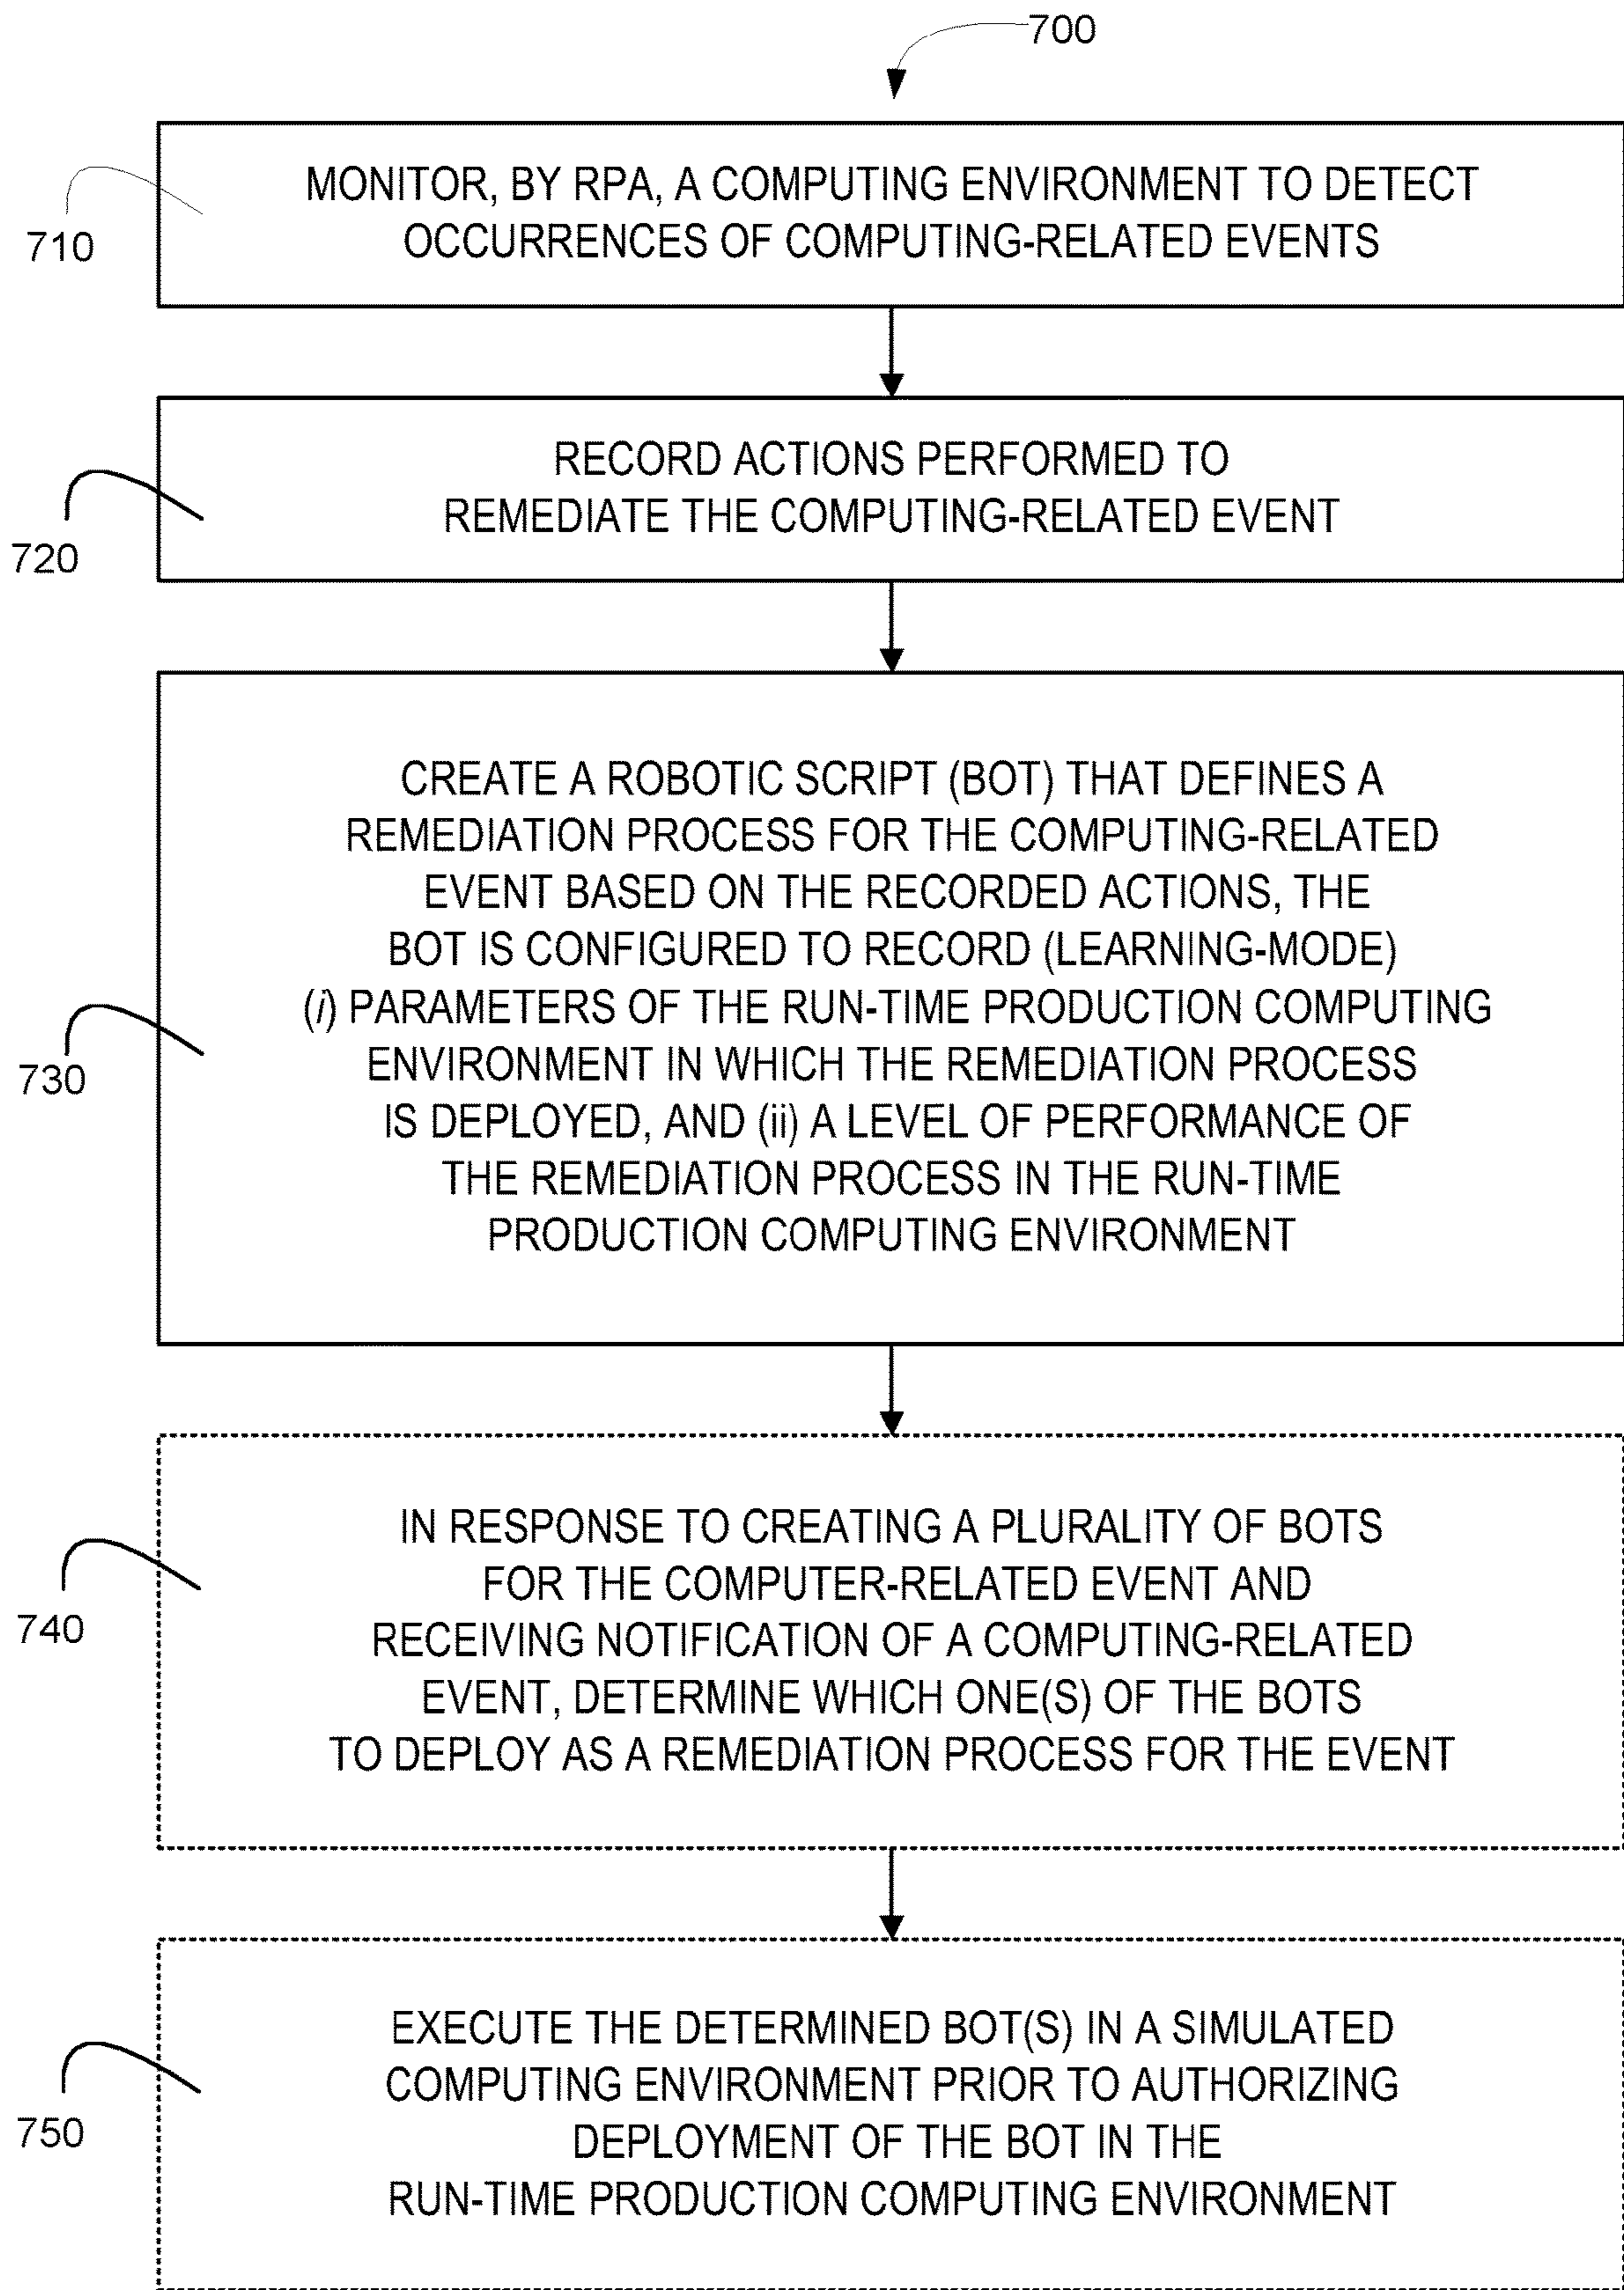 700
MONITOR, BY RPA, A COMPUTING ENVIRONMENT TO DETECT
OCCURRENCES OF COMPUTING-RELATED EVENTS
710
RECORD ACTIONS PERFORMED TO
REMEDIATE THE COMPUTING-RELATED EVENT
720
CREATE A ROBOTIC SCRIPT (BOT) THAT DEFINES A
REMEDIATION PROCESS FOR THE COMPUTING-RELATED
EVENT BASED ON THE RECORDED ACTIONS, THE
BOT IS CONFIGURED TO RECORD (LEARNING-MODE)
(i) PARAMETERS OF THE RUN-TIME PRODUCTION COMPUTING
ENVIRONMENT IN WHICH THE REMEDIATION PROCESS
IS DEPLOYED, AND (ii) A LEVEL OF PERFORMANCE OF
THE REMEDIATION PROCESS IN THE RUN-TIME
PRODUCTION COMPUTING ENVIRONMENT
730
IN RESPONSE TO CREATING A PLURALITY OF BOTS
FOR THE COMPUTER-RELATED EVENT AND
RECEIVING NOTIFICATION OF A COMPUTING-RELATED
EVENT, DETERMINE WHICH ONE(S) OF THE BOTS
TO DEPLOY AS A REMEDIATION PROCESS FOR THE EVENT
740
EXECUTE THE DETERMINED BOT(S) IN A SIMULATED
COMPUTING ENVIRONMENT PRIOR TO AUTHORIZING
DEPLOYMENT OF THE BOT IN THE
RUN-TIME PRODUCTION COMPUTING ENVIRONMENT
750